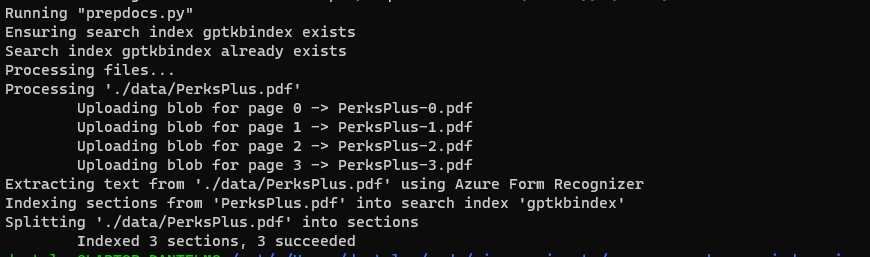 Running "prepdocs.py"
Ensuring search index gptkbindex exists
Search index gptkbindex already exists
Processing files...
Processing './data/PerksPlus.pdf'
Uploading blob for page 0 -> PerksPlus-0.pdf
Uploading blob for page 1 -> PerksPlus-1.pdf
Uploading blob for page 2 -> PerksPlus-2.pdf
Uploading blob for page 3 -> PerksPlus-3.pdf
Extracting text from './data/PerksPlus.pdf' using Azure Form Recognizer
Indexing sections from 'PerksPlus.pdf' into search index 'gptkbindex'
Splitting './data/PerksPlus.pdf' into sections
Indexed 3 sections, 3 succeeded